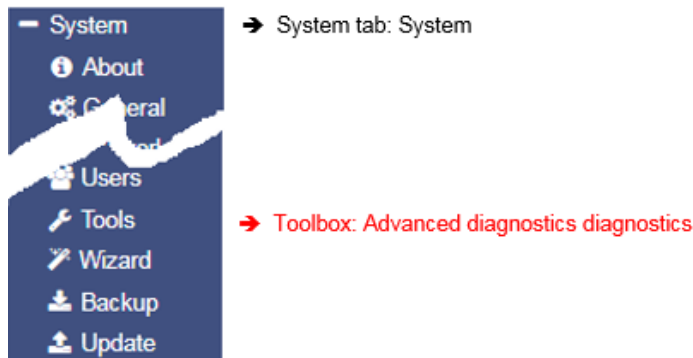 System
➔ System tab: System
About
General
Users
Tools
➔ Toolbox: Advanced diagnostics diagnostics
Wizard
Backup
Update